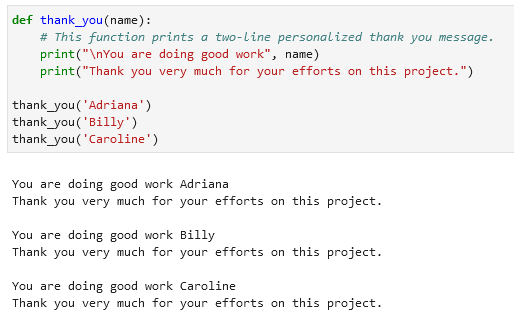 def thank_you(name):
    # This function prints a two-line personalized thank you message.
    print("\nYou are doing good work", name)
    print("Thank you very much for your efforts on this project.")

thank_you('Adriana')
thank_you('Billy')
thank_you('Caroline')

You are doing good work Adriana
Thank you very much for your efforts on this project.

You are doing good work Billy
Thank you very much for your efforts on this project.

You are doing good work Caroline
Thank you very much for your efforts on this project.